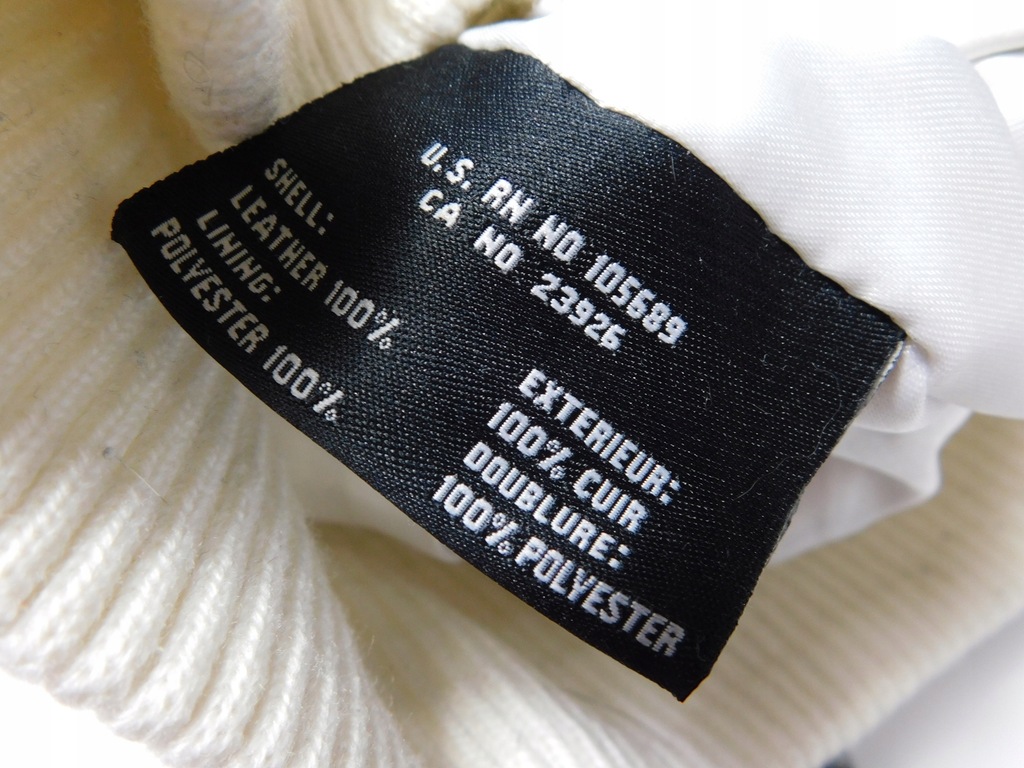 U.S. RN NO 105689
CA NO 23926
SHELL:
LEATHER 100%
LINING:
POLYESTER 100%
EXTERIEUR:
100% CUIR
DOUBLURE:
100% POLYESTER